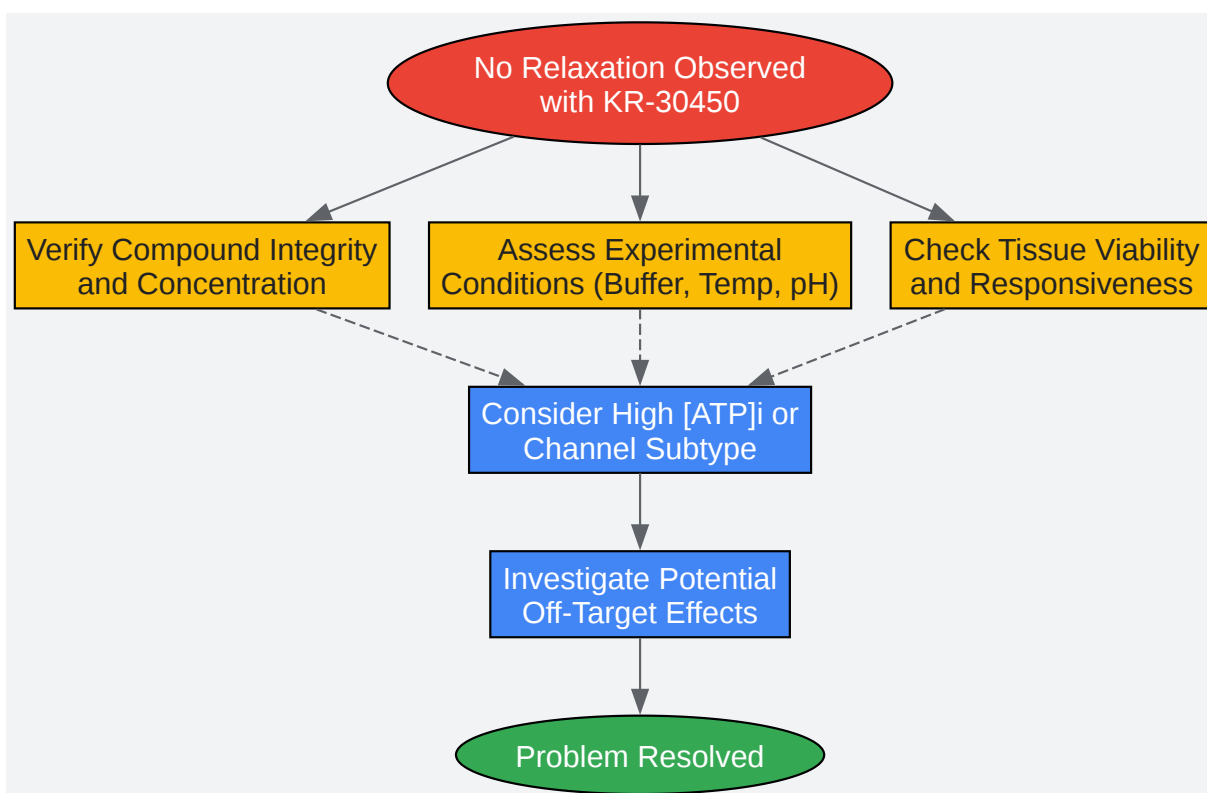 No Relaxation Observed
with KR-30450
Verify Compound Integrity
and Concentration
Assess Experimental
Conditions (Buffer, Temp, pH)
Check Tissue Viability
and Responsiveness
Consider High [ATP]i or
Channel Subtype
Investigate Potential
Off-Target Effects
Problem Resolved